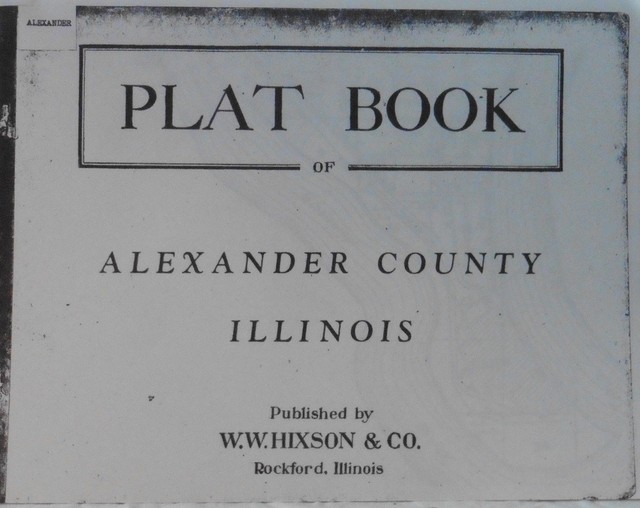 ALEXANDER
PLAT BOOK
OF
ALEXANDER COUNTY
ILLINOIS
Published by
W.W.HIXSON & CO.
Rockford, Illinois